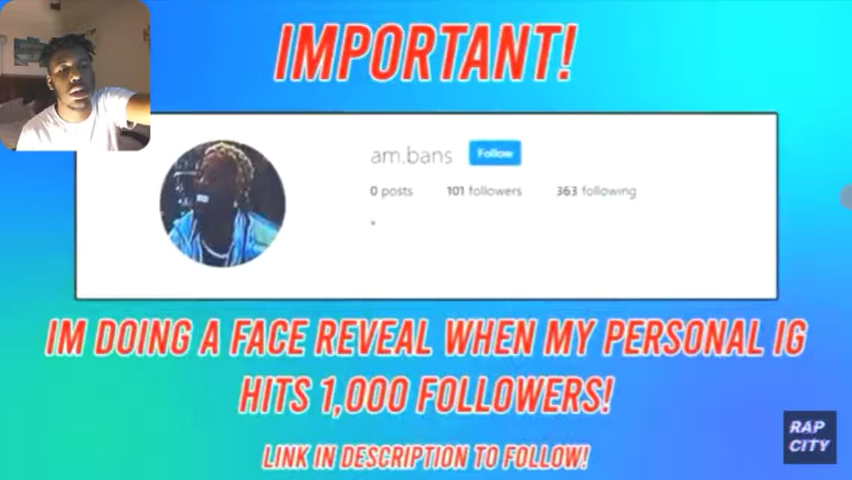 IMPORTANT!
am.bans Follow
0 posts 101 followers 363 following
IM DOING A FACE REVEAL WHEN MY PERSONAL IG
HITS 1,000 FOLLOWERS!
LINK IN DESCRIPTION TO FOLLOW!
RAP
CITY